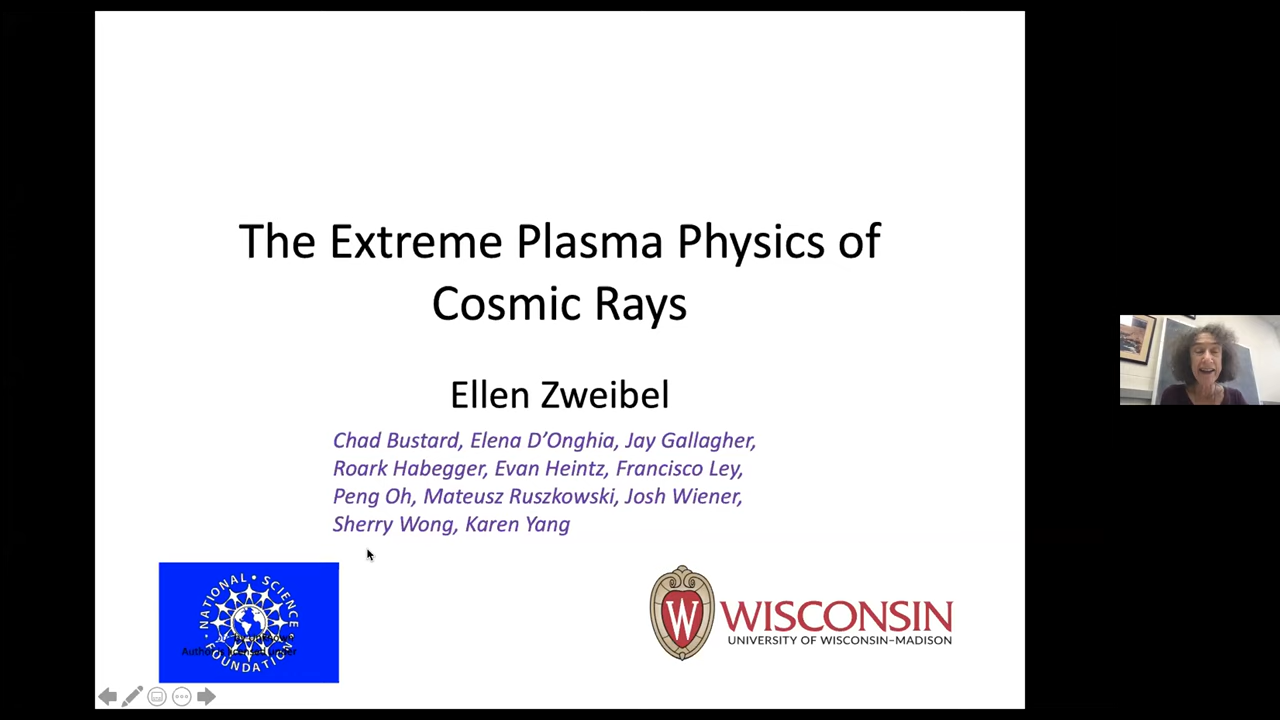 The Extreme Plasma Physics of
Cosmic Rays
Ellen Zweibel
Chad Bustard, Elena D’Onghia, Jay Gallagher,
Roark Habegger, Evan Heintz, Francisco Ley,
Peng Oh, Mateusz Ruszkowski, Josh Wiener,
Sherry Wong, Karen Yang
NATIONAL • SCIENCE
FOUNDATION
W WISCONSIN
UNIVERSITY OF WISCONSIN–MADISON